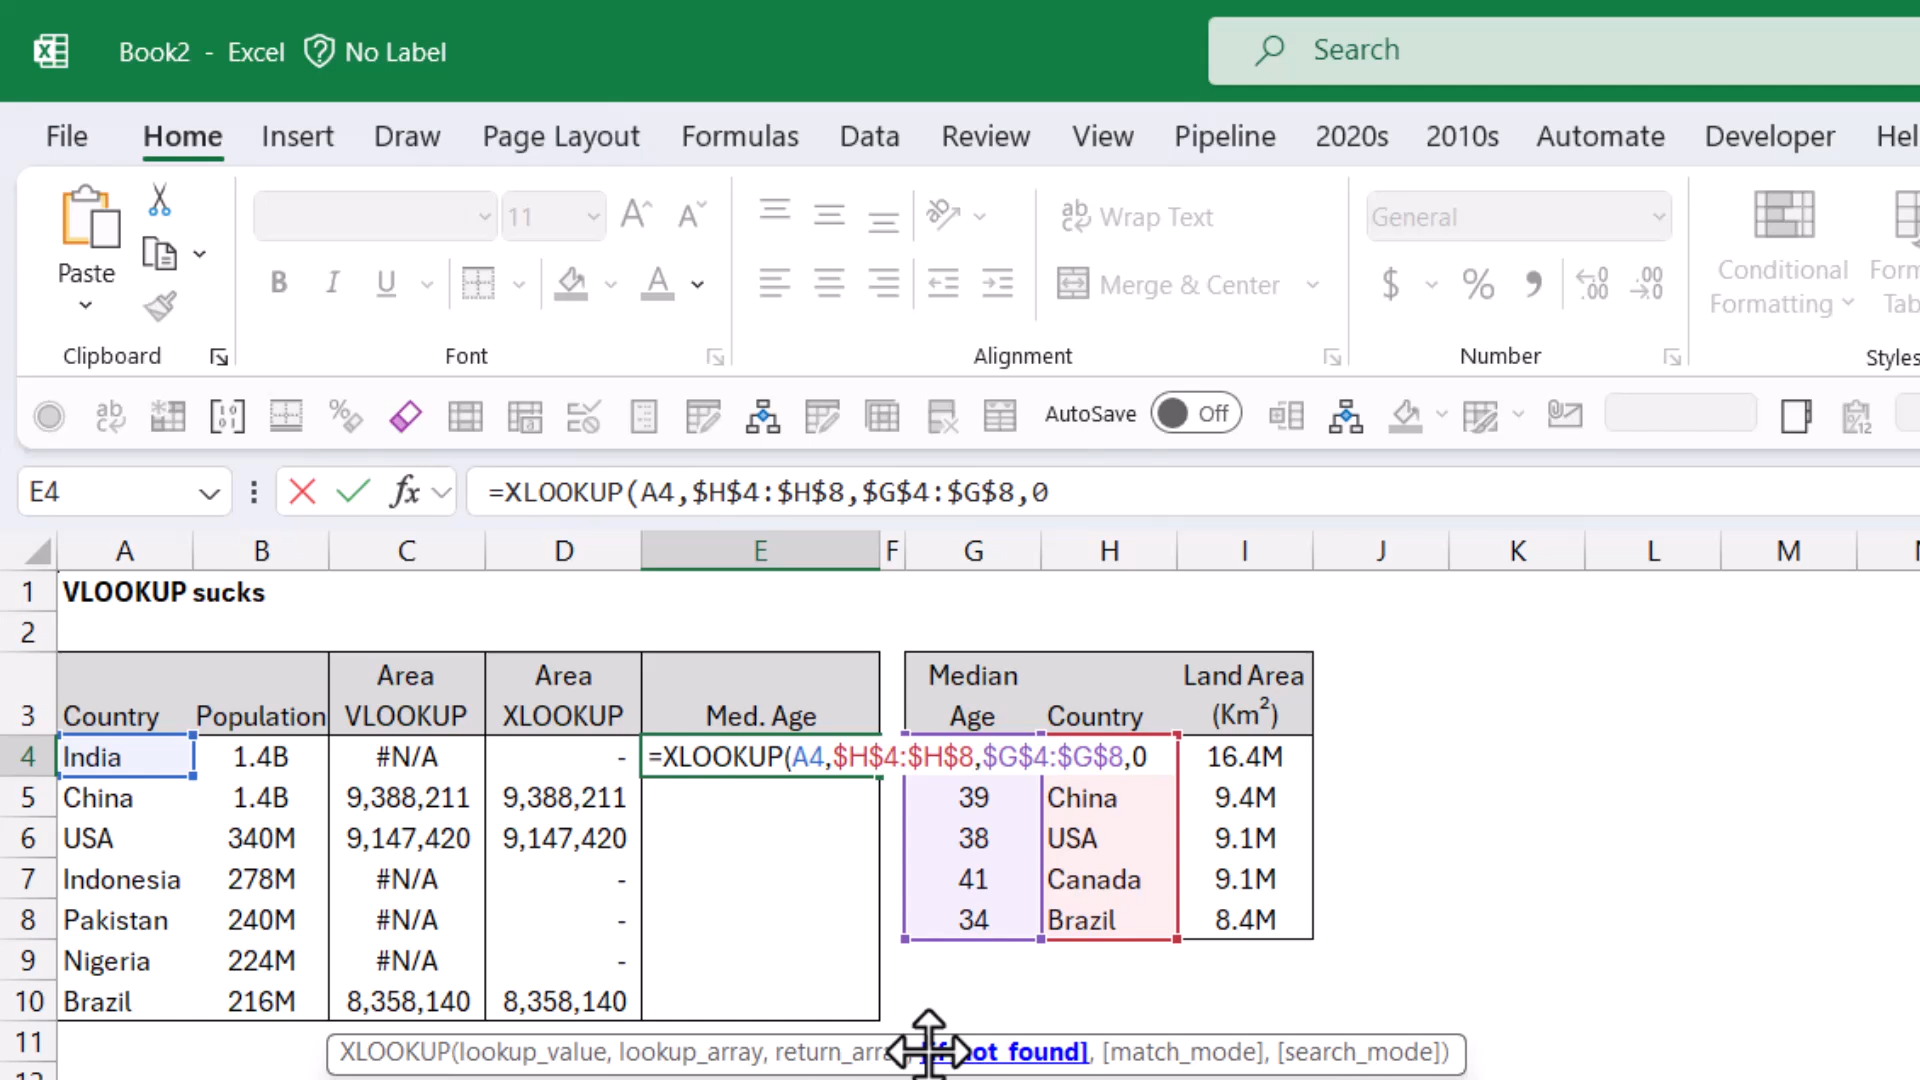 Book2 - Excel No Label
Search
File Home Insert Draw Page Layout Formulas Data Review View Pipeline 2020s 2010s Automate Developer Hel
Paste
11
B I U
Wrap Text
Merge & Center
General
$ % ,
Conditional
Formatting
Form
Tab
Clipboard Font Alignment Number Styles
AutoSave Off
E4 fx =XLOOKUP(A4,$H$4:$H$8,$G$4:$G$8,0
A B C D E F G H I J K L M
1 VLOOKUP sucks
2
Area Area Median Land Area
3 Country Population VLOOKUP XLOOKUP Med. Age Age Country (Km²)
4 India 1.4B #N/A - =XLOOKUP(A4,$H$4:$H$8,$G$4:$G$8,0 16.4M
5 China 1.4B 9,388,211 9,388,211 39 China 9.4M
6 USA 340M 9,147,420 9,147,420 38 USA 9.1M
7 Indonesia 278M #N/A - 41 Canada 9.1M
8 Pakistan 240M #N/A - 34 Brazil 8.4M
9 Nigeria 224M #N/A -
10 Brazil 216M 8,358,140 8,358,140
11
XLOOKUP(lookup_value, lookup_array, return_arra not_found], [match_mode], [search_mode])